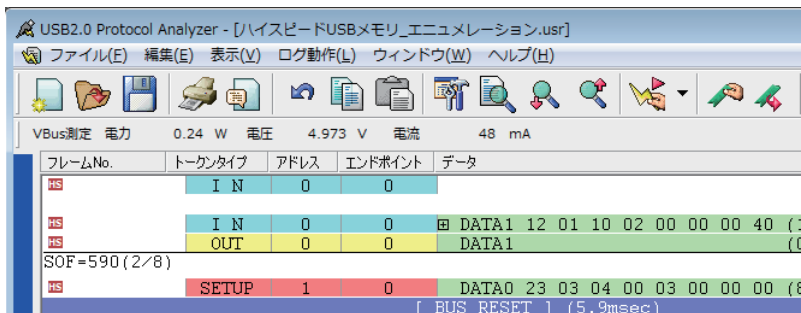 USB2.0 Protocol Analyzer - [ハイスピードUSBメモリ_エニュメレーション.usr]
ファイル(F) 編集(E) 表示(V) ログ動作(L) ウィンドウ(W) ヘルプ(H)
VBus測定 電力 0.24 W 電圧 4.973 V 電流 48 mA
フレームNo. トークンタイプ アドレス エンドポイント データ
HS I N 0 0
HS I N 0 0 DATA1 12 01 10 02 00 00 00 40 (1
HS OUT 0 0 DATA1 (0
SOF=590(2/8)
HS SETUP 1 0 DATA0 23 03 04 00 03 00 00 00 (8
[ BUS RESET ] (5.9msec)